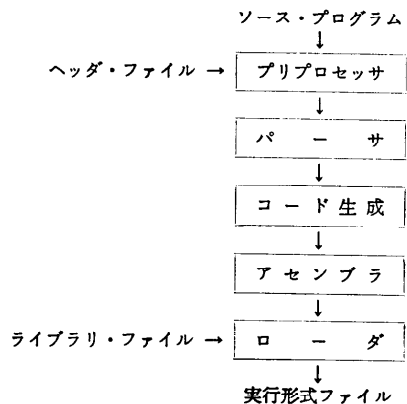 ソース・プログラム
ヘッダ・ファイル → プリプロセッサ
パーサ
コード生成
アセンブラ
ライブラリ・ファイル → ローダ
実行形式ファイル